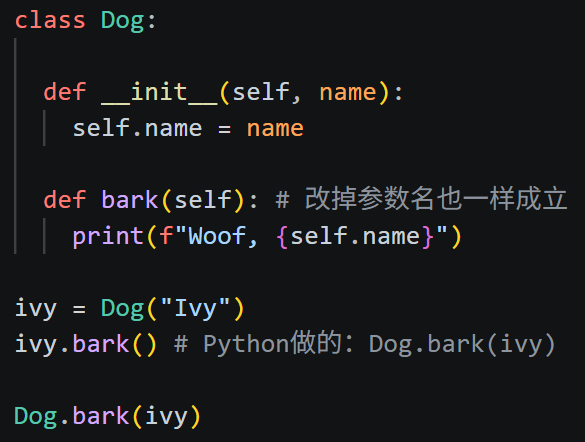 class Dog:
  def __init__(self, name):
    self.name = name
  def bark(self): # 改掉参数名也一样成立
    print(f"Woof, {self.name}")
ivy = Dog("Ivy")
ivy.bark() # Python做的：Dog.bark(ivy)
Dog.bark(ivy)